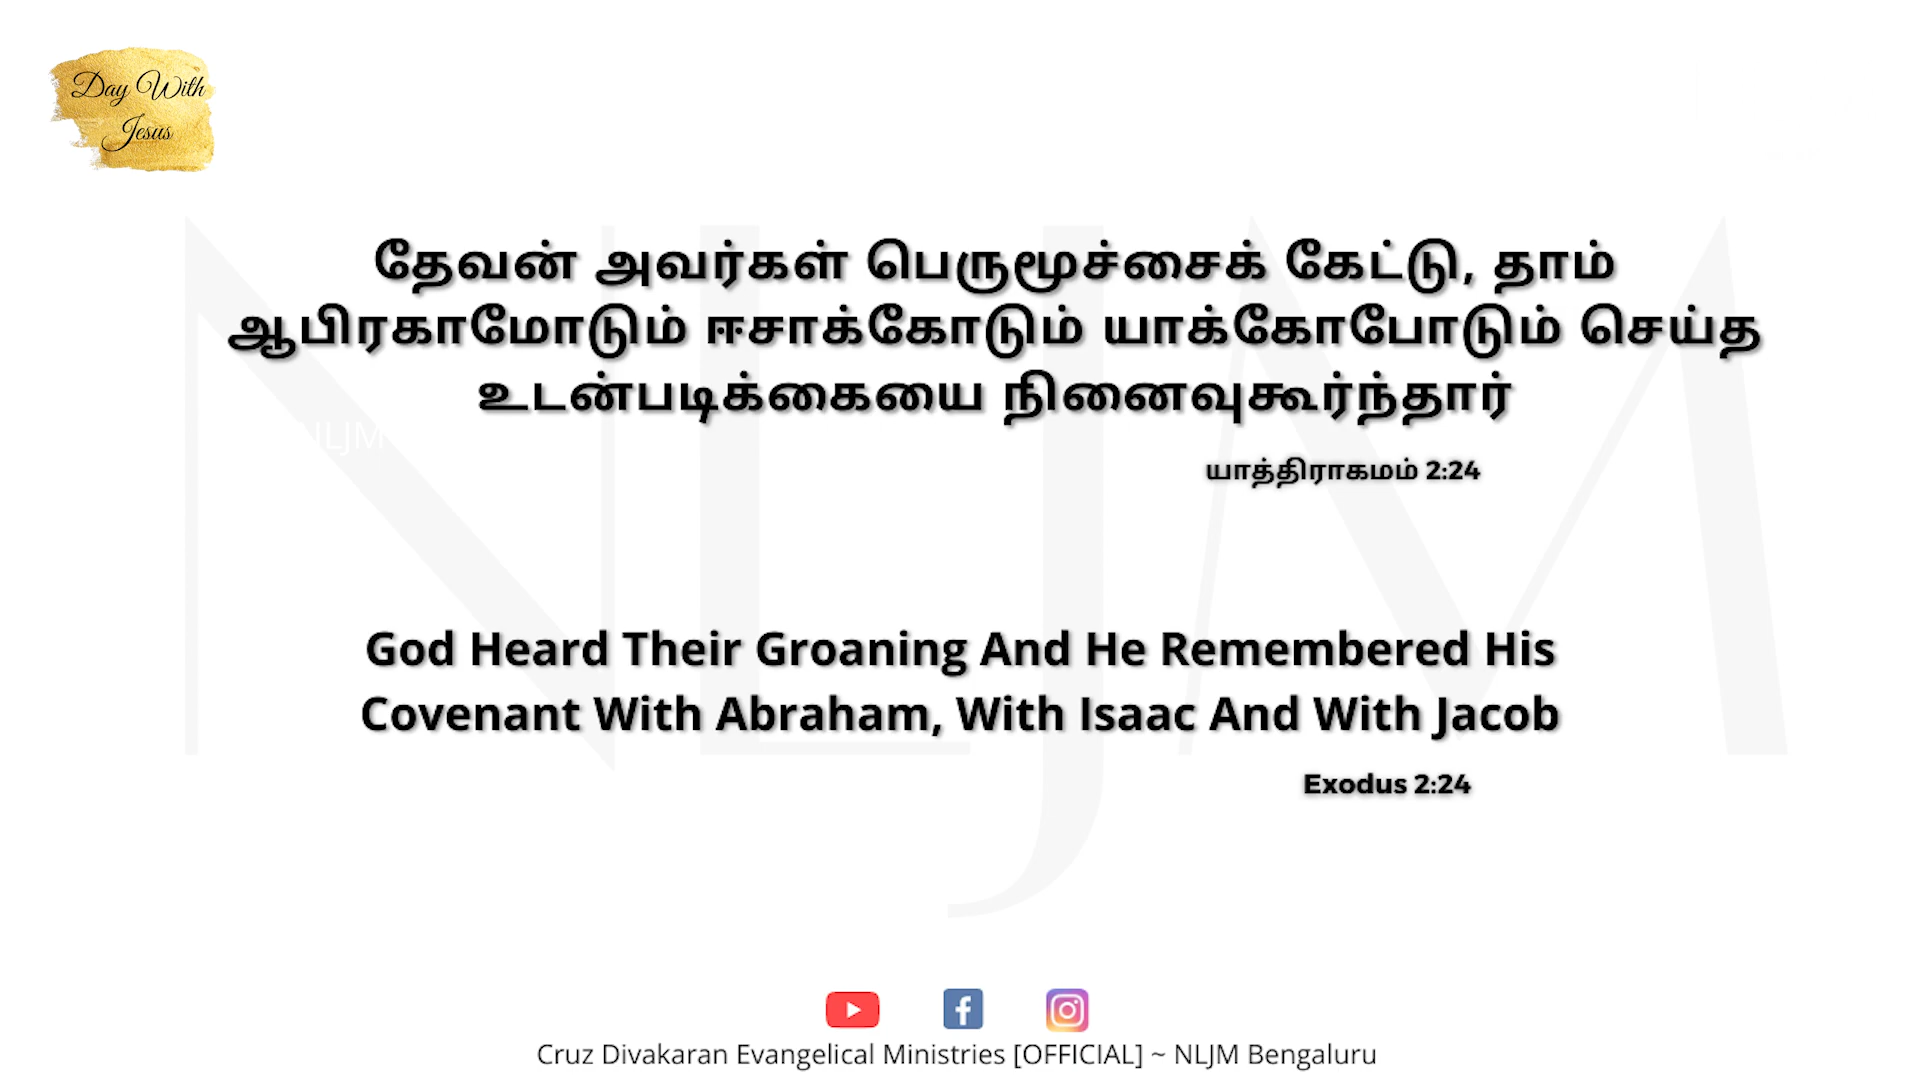 Day With
Jesus
தேவன் அவர்கள் பெருமூச்சைக் கேட்டு, தாம்
ஆபிரகாமோடும் ஈசாக்கோடும் யாக்கோபோடும் செய்த
உடன்படிக்கையை நினைவுகூர்ந்தார்
NLJM
யாத்திராகமம் 2:24
NLJM
God Heard Their Groaning And He Remembered His
Covenant With Abraham, With Isaac And With Jacob
Exodus 2:24
Cruz Divakaran Evangelical Ministries [OFFICIAL] ~ NLJM Bengaluru